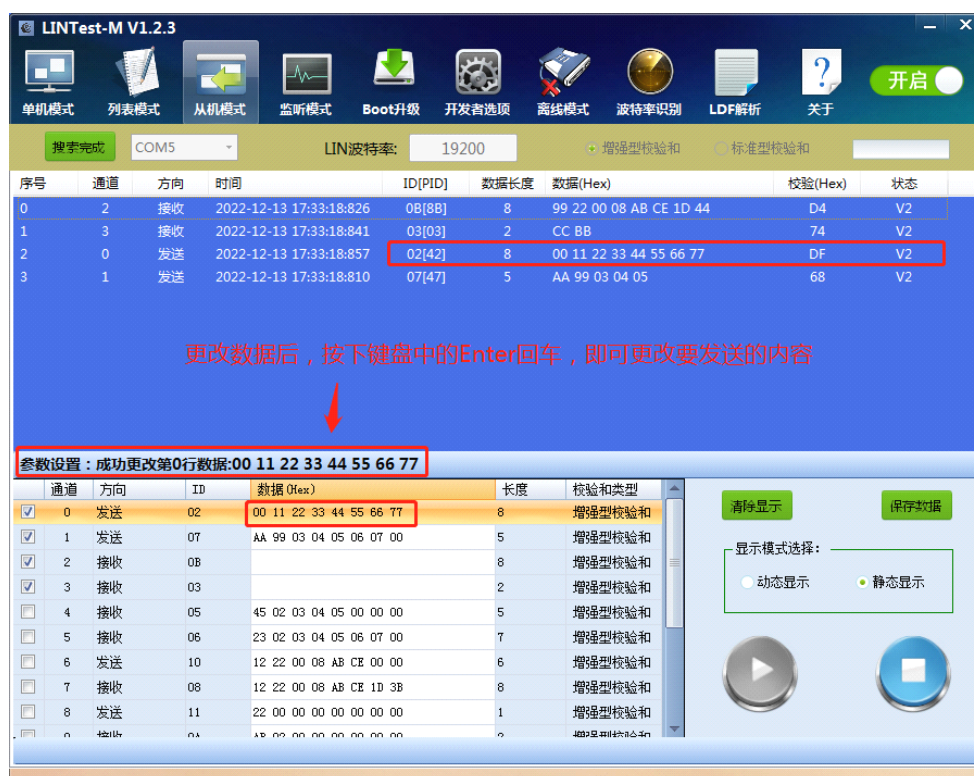 LINTest-M V1.2.3
单机模式 列表模式 从机模式 监听模式 Boot升级 开发者选项 离线模式 波特率识别 LDF解析 关于 开启
搜索完成 COM5 LIN波特率: 19200 增强型校验和 标准型校验和
序号 通道 方向 时间 ID[PID] 数据长度 数据(Hex) 校验(Hex) 状态
0 2 接收 2022-12-13 17:33:18:826 0B[8B] 8 99 22 00 08 AB CE 1D 44 D4 V2
1 3 接收 2022-12-13 17:33:18:841 03[03] 2 CC BB 74 V2
2 0 发送 2022-12-13 17:33:18:857 02[42] 8 00 11 22 33 44 55 66 77 DF V2
3 1 发送 2022-12-13 17:33:18:810 07[47] 5 AA 99 03 04 05 68 V2
更改数据后，按下键盘中的Enter回车，即可更改要发送的内容
参数设置：成功更改第0行数据:00 11 22 33 44 55 66 77
通道 方向 ID 数据(Hex) 长度 校验和类型
0 发送 02 00 11 22 33 44 55 66 77 8 增强型校验和
1 发送 07 AA 99 03 04 05 06 07 00 5 增强型校验和
2 接收 0B 8 增强型校验和
3 接收 03 2 增强型校验和
4 接收 05 45 02 03 04 05 00 00 00 5 增强型校验和
5 接收 06 23 02 03 04 05 06 07 00 7 增强型校验和
6 发送 10 12 22 00 08 AB CE 00 00 6 增强型校验和
7 接收 08 12 22 00 08 AB CE 1D 3B 8 增强型校验和
8 发送 11 22 00 00 00 00 00 00 00 1 增强型校验和
清除显示 保存数据
显示模式选择：
动态显示 静态显示